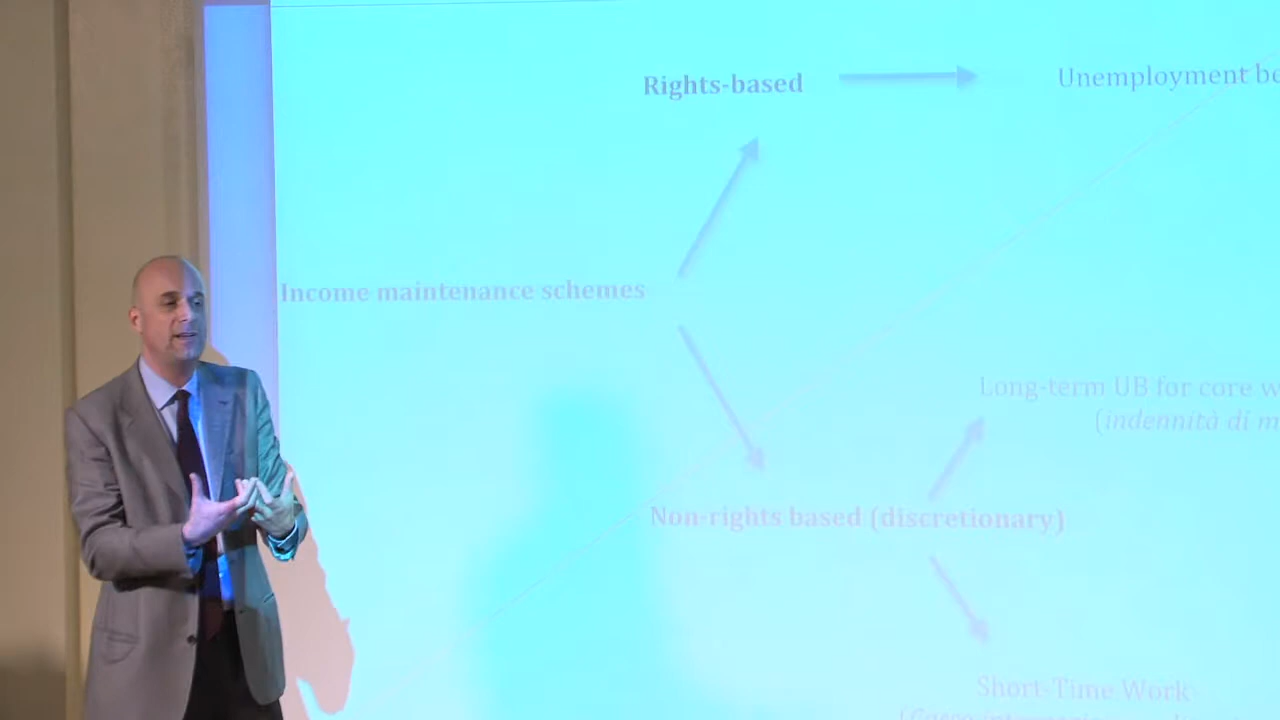 Rights-based
Unemployment be
Income maintenance schemes
Long-term UB for core w
(indennità di m
Non-rights based (discretionary)
Short-Time Work